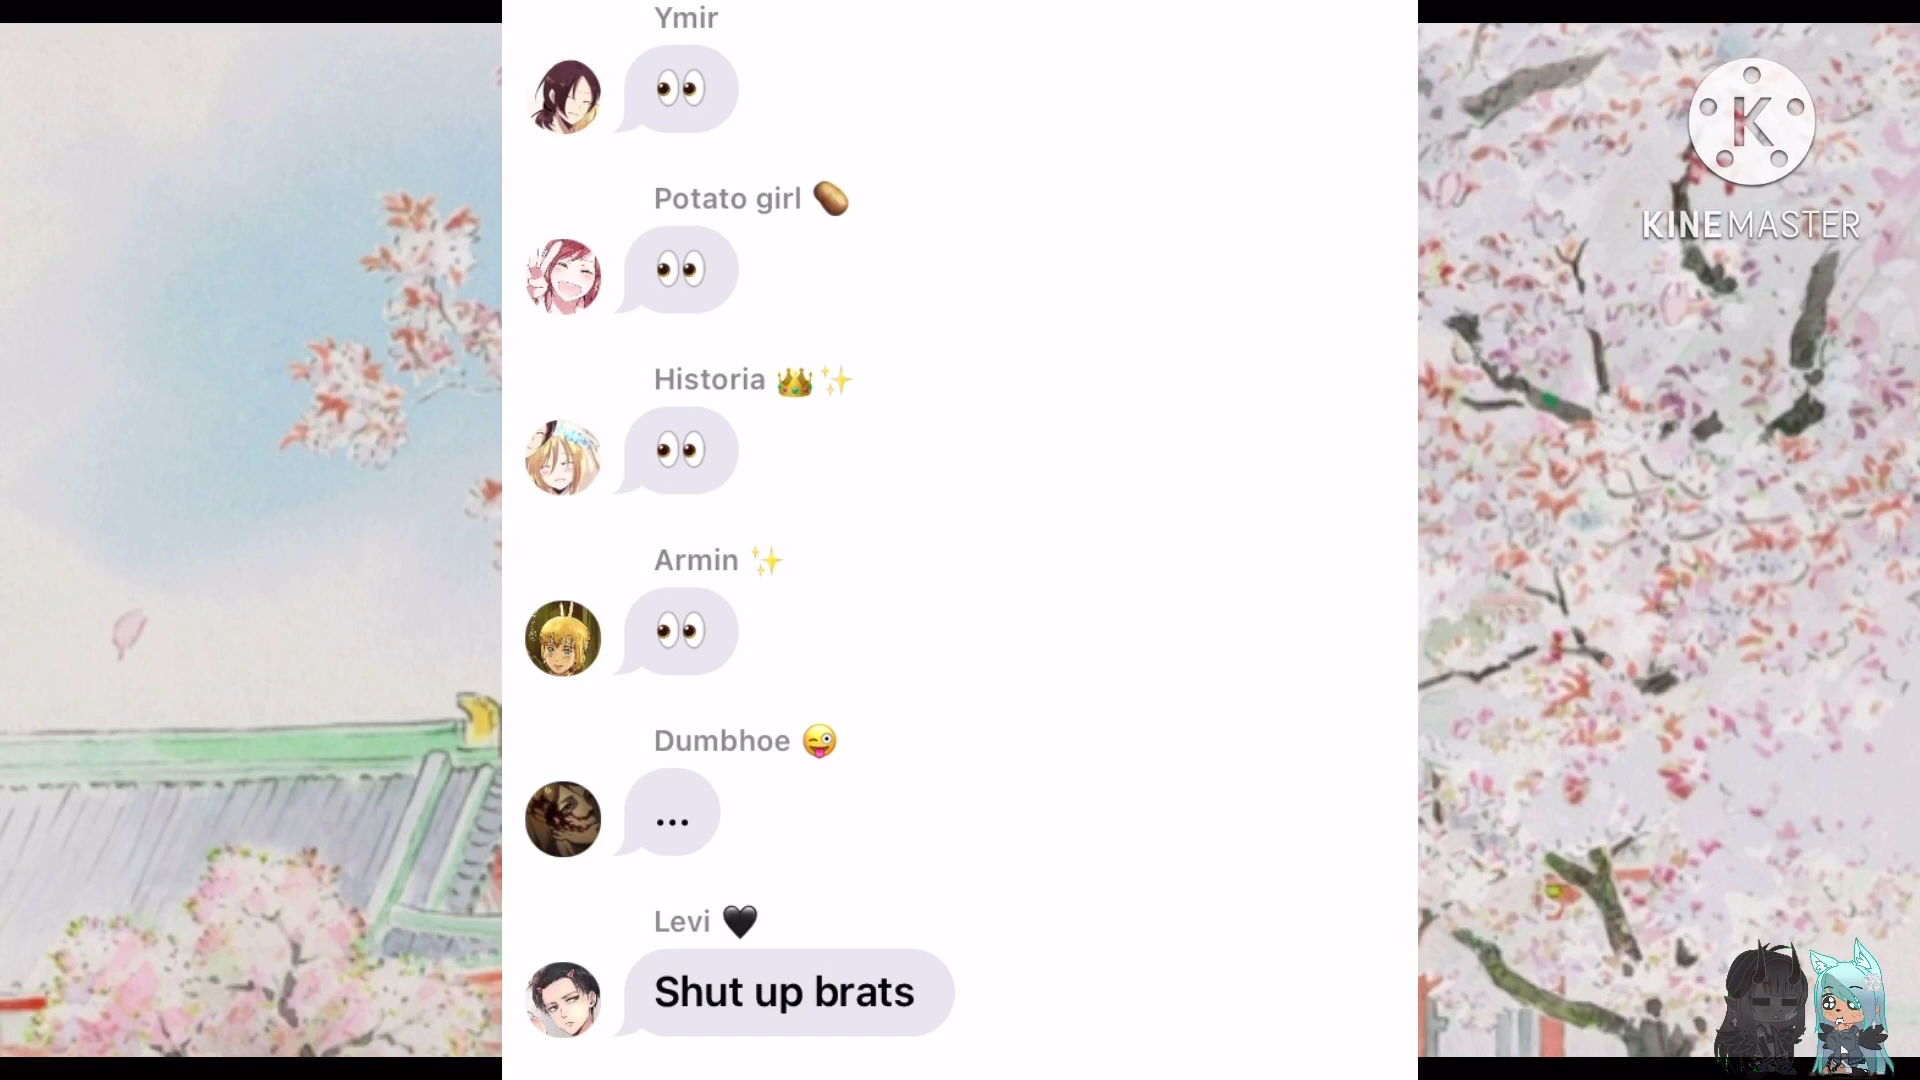 Ymir
👀
Potato girl 🥔
👀
Historia 👑✨
👀
Armin ✨
👀
Dumbhoe 😜
...
Levi 🖤
Shut up brats
K
KINEMASTER